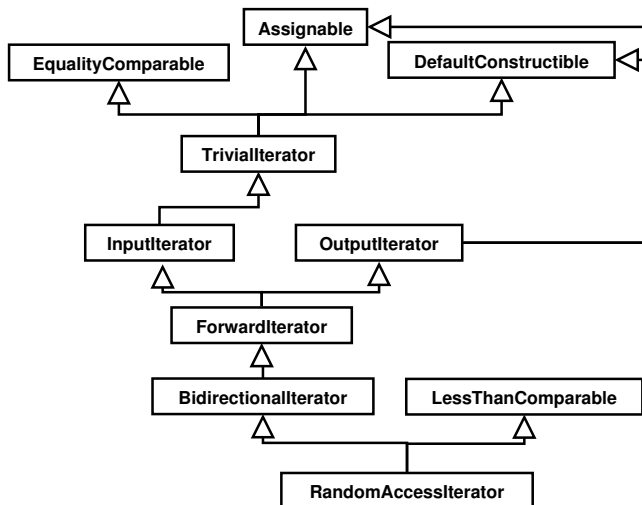 Assignable
EqualityComparable
DefaultConstructible
TrivialIterator
InputIterator
OutputIterator
ForwardIterator
BidirectionalIterator
LessThanComparable
RandomAccessIterator